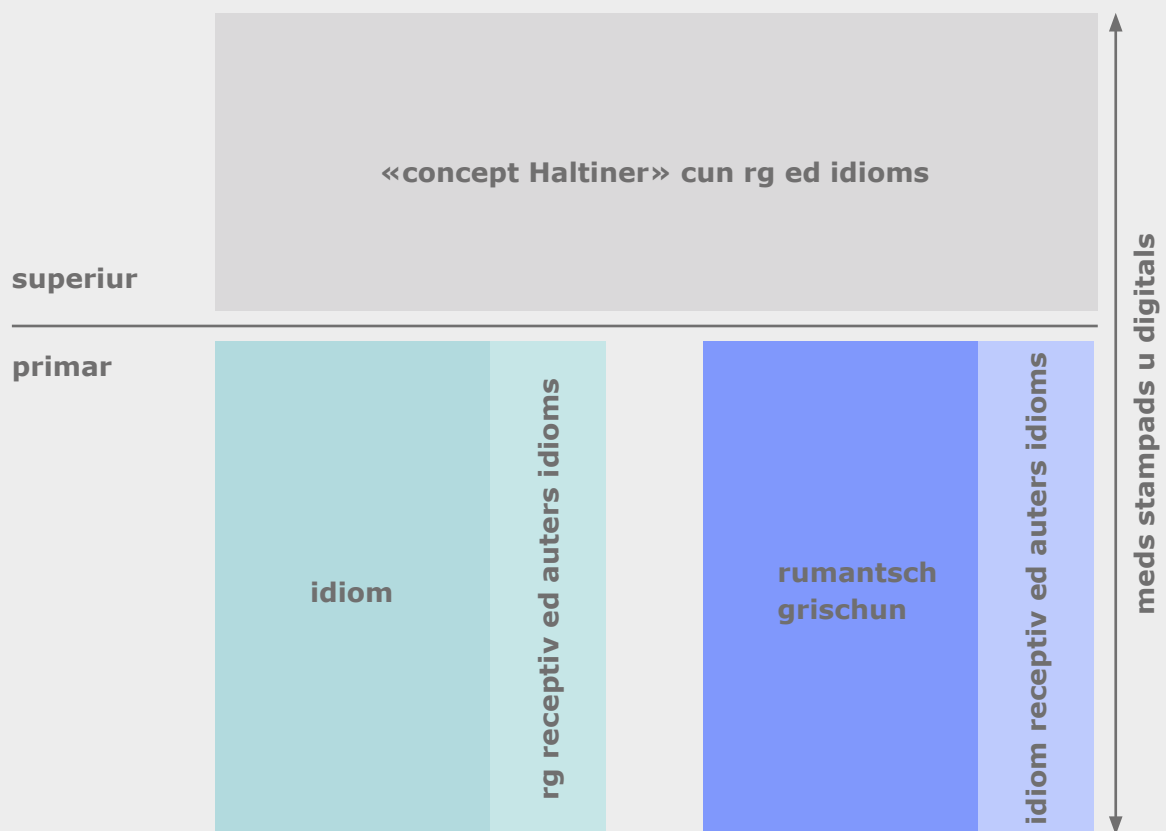 «concept Haltiner» cun rg ed idioms
superiur
primar
idiom
rg receptiv ed auters idioms
rumantsch
grischun
idiom receptiv ed auters idioms
meds stampads u digitals